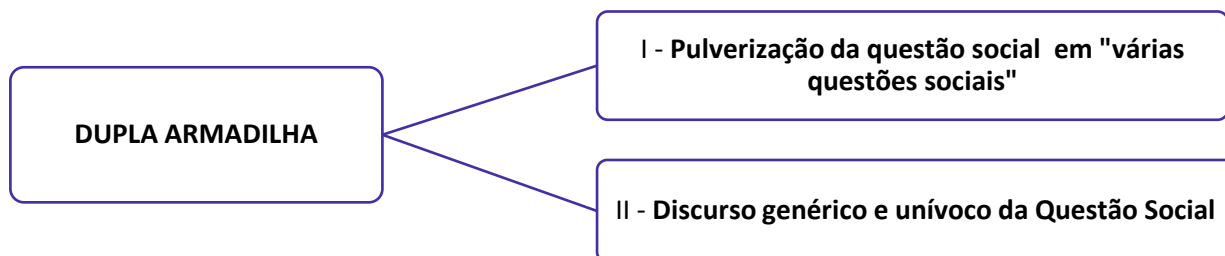 DUPLA ARMADILHA
I - Pulverização da questão social em "várias
questões sociais"
II - Discurso genérico e unívoco da Questão Social